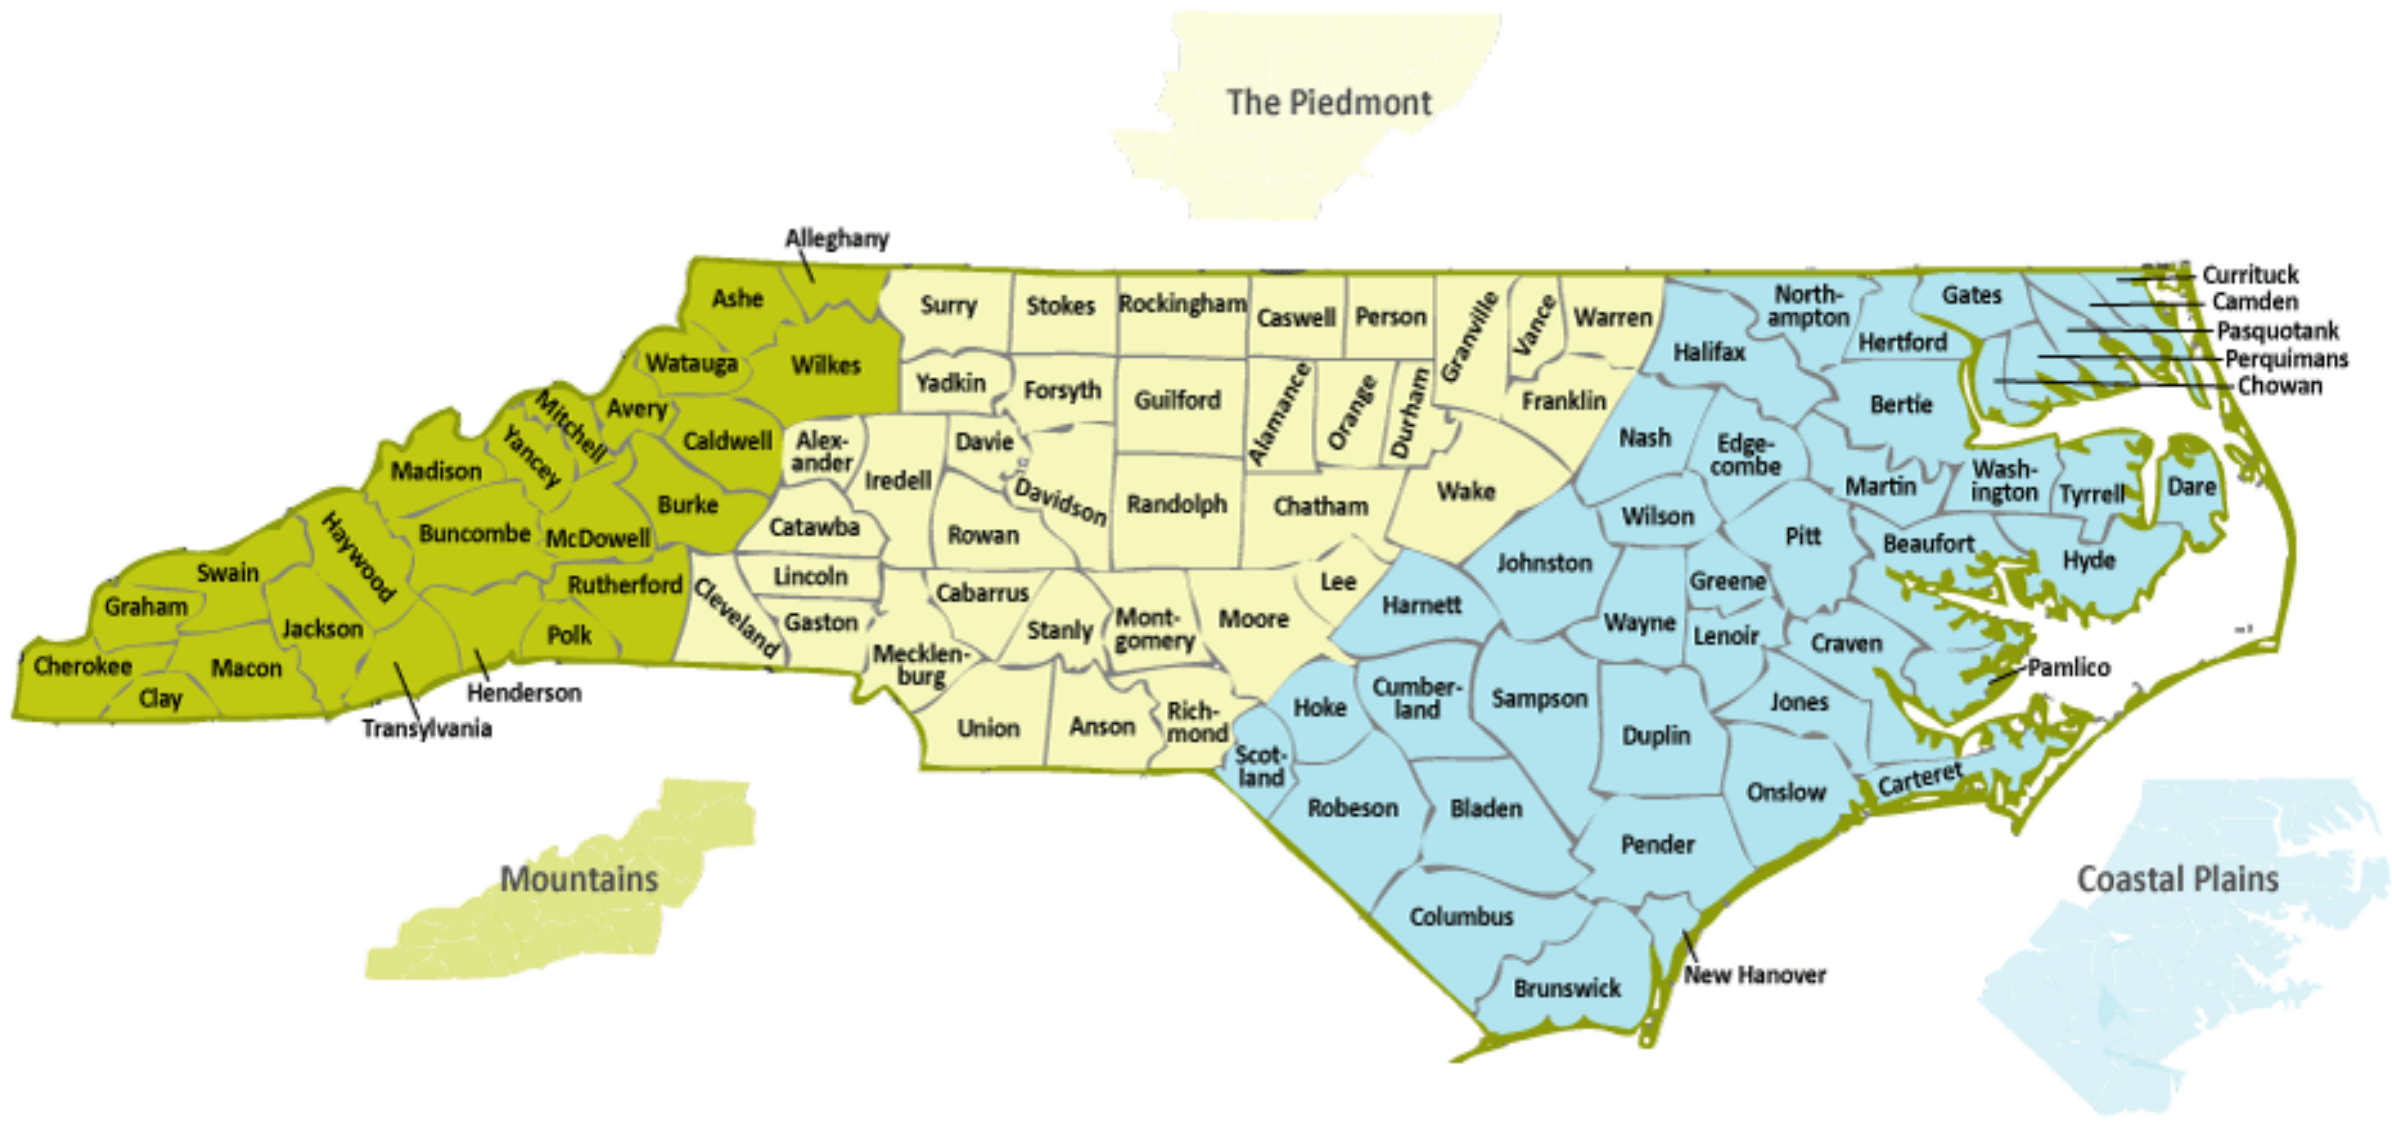 The Piedmont
Alleghany
Ashe
Surry
Stokes
Rockingham
Caswell
Person
Granville
Vance
Warren
North-
ampton
Gates
Currituck
Camden
Pasquotank
Perquimans
Chowan
Hertford
Halifax
Watauga
Wilkes
Yadkin
Forsyth
Guilford
Alamance
Orange
Durham
Franklin
Bertie
Mitchell
Avery
Caldwell
Alex-
ander
Davie
Iredell
Nash
Edge-
combe
Madison
Yancey
Burke
Davidson
Randolph
Chatham
Wake
Martin
Wash-
ington
Tyrrell
Dare
Haywood
Buncombe
McDowell
Catawba
Rowan
Wilson
Pitt
Beaufort
Hyde
Swain
Rutherford
Lincoln
Cabarrus
Lee
Johnston
Greene
Graham
Jackson
Polk
Cleveland
Gaston
Stanly
Mont-
gomery
Moore
Harnett
Wayne
Lenoir
Craven
Pamlico
Cherokee
Macon
Clay
Henderson
Transylvania
Mecklen-
burg
Union
Anson
Rich-
mond
Hoke
Cumber-
land
Sampson
Duplin
Jones
Scot-
land
Robeson
Bladen
Onslow
Carteret
Pender
Mountains
Coastal Plains
Columbus
Brunswick
New Hanover